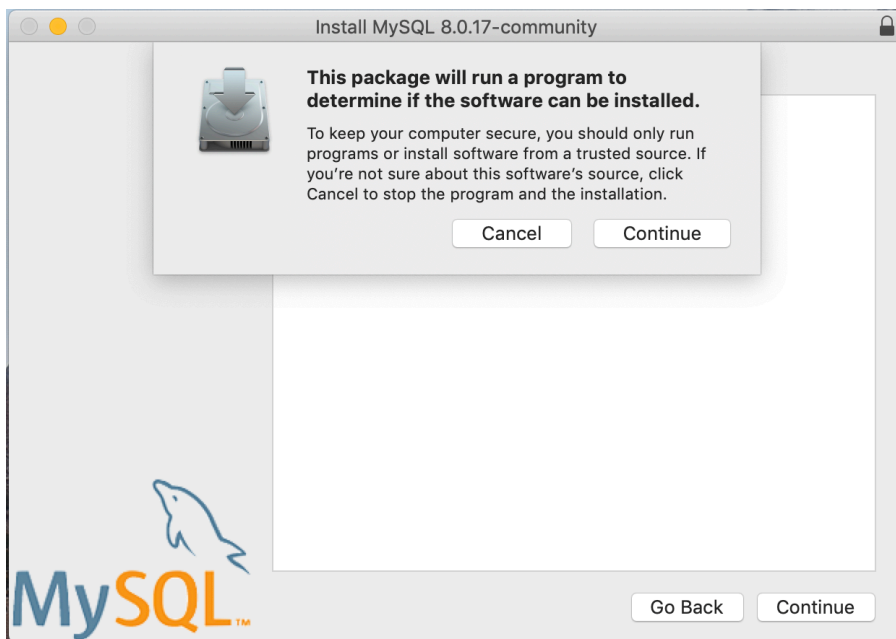 Install MySQL 8.0.17-community
This package will run a program to
determine if the software can be installed.
To keep your computer secure, you should only run
programs or install software from a trusted source. If
you’re not sure about this software’s source, click
Cancel to stop the program and the installation.
Cancel
Continue
MySQL™
Go Back
Continue